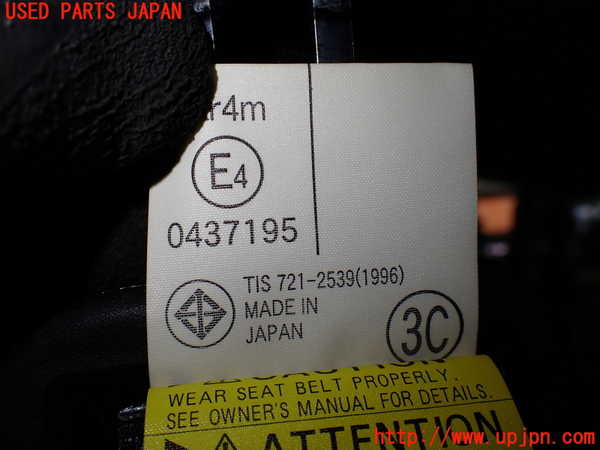 USED PARTS JAPAN
r4m
E4
0437195
TIS 721-2539(1996)
MADE IN
JAPAN
3C
CAUTION
WEAR SEAT BELT PROPERLY.
SEE OWNER'S MANUAL FOR DETAILS.
ATTENTION
http://www.upjpn.com